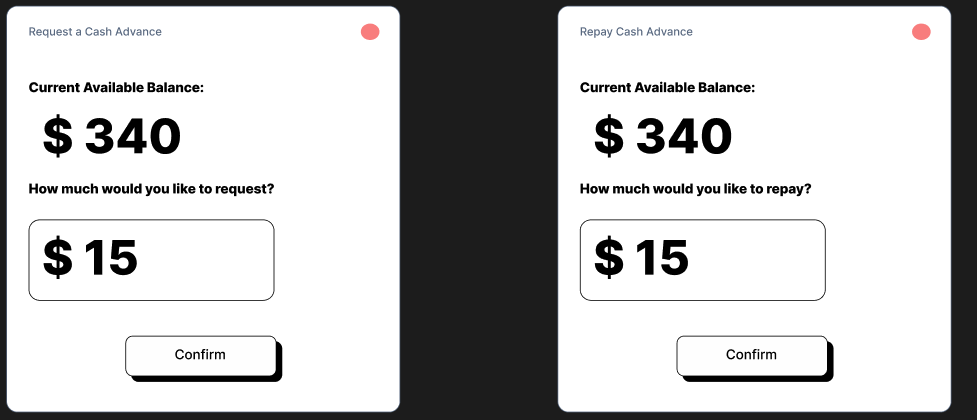 Request a Cash Advance
Current Available Balance:
$ 340
How much would you like to request?
$ 15
Confirm
Repay Cash Advance
Current Available Balance:
$ 340
How much would you like to repay?
$ 15
Confirm